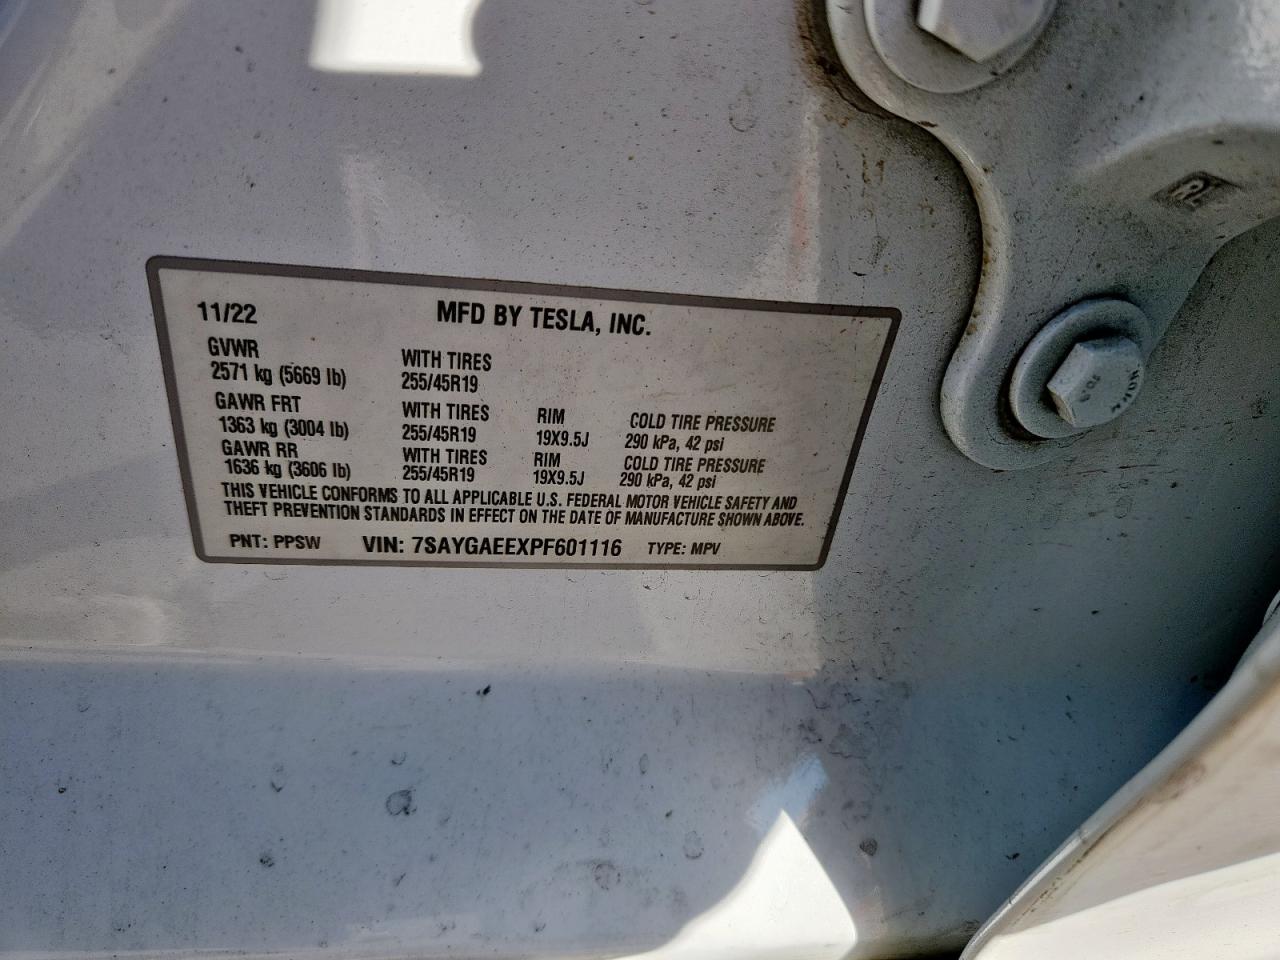 11/22 MFD BY TESLA, INC.
GVWR WITH TIRES
2571 kg (5669 lb) 255/45R19
GAWR FRT WITH TIRES RIM COLD TIRE PRESSURE
1363 kg (3004 lb) 255/45R19 19X9.5J 290 kPa, 42 psi
GAWR RR WITH TIRES RIM COLD TIRE PRESSURE
1636 kg (3606 lb) 255/45R19 19X9.5J 290 kPa, 42 psi
THIS VEHICLE CONFORMS TO ALL APPLICABLE U.S. FEDERAL MOTOR VEHICLE SAFETY AND
THEFT PREVENTION STANDARDS IN EFFECT ON THE DATE OF MANUFACTURE SHOWN ABOVE.
PNT: PPSW VIN: 7SAYGAEEXPF601116 TYPE: MPV